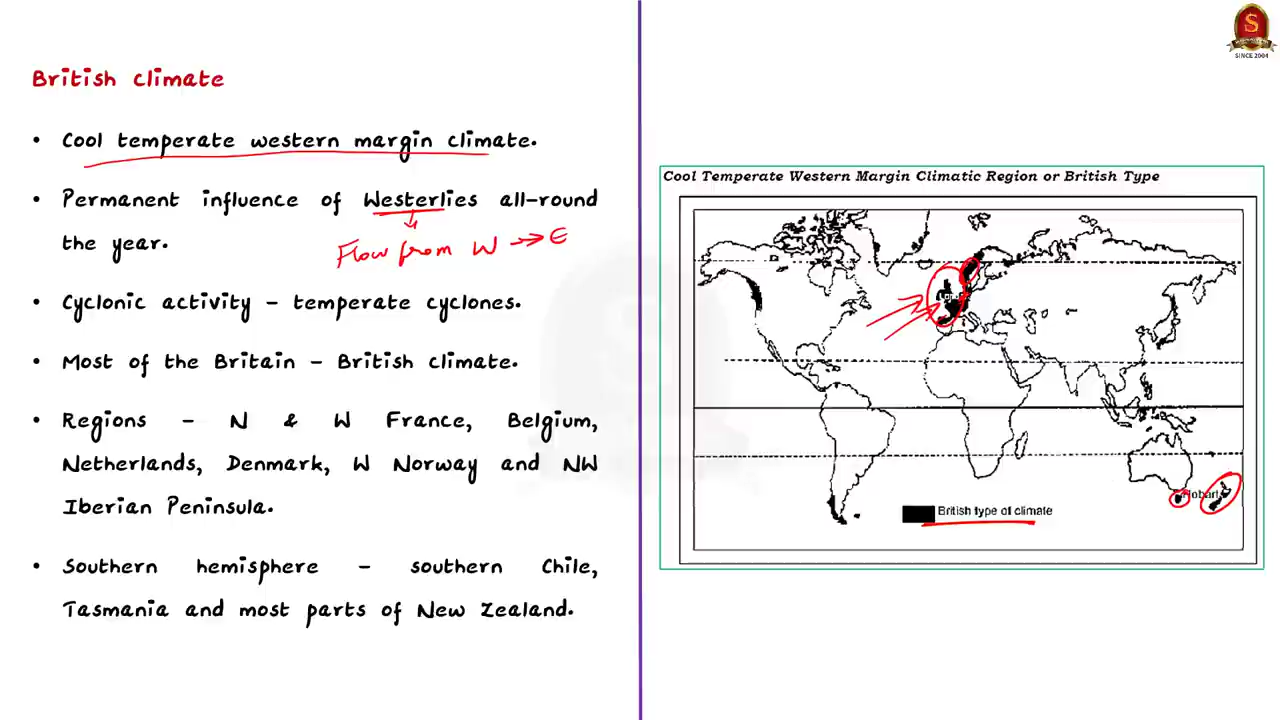 British climate
• Cool temperate western margin climate.
• Permanent influence of Westerlies all-round
the year.
Flow from W → E
• Cyclonic activity – temperate cyclones.
• Most of the Britain – British climate.
• Regions – N & W France, Belgium,
Netherlands, Denmark, W Norway and NW
Iberian Peninsula.
• Southern hemisphere – southern Chile,
Tasmania and most parts of New Zealand.
S
SINCE 2004
Cool Temperate Western Margin Climatic Region or British Type
Hobart
British type of climate